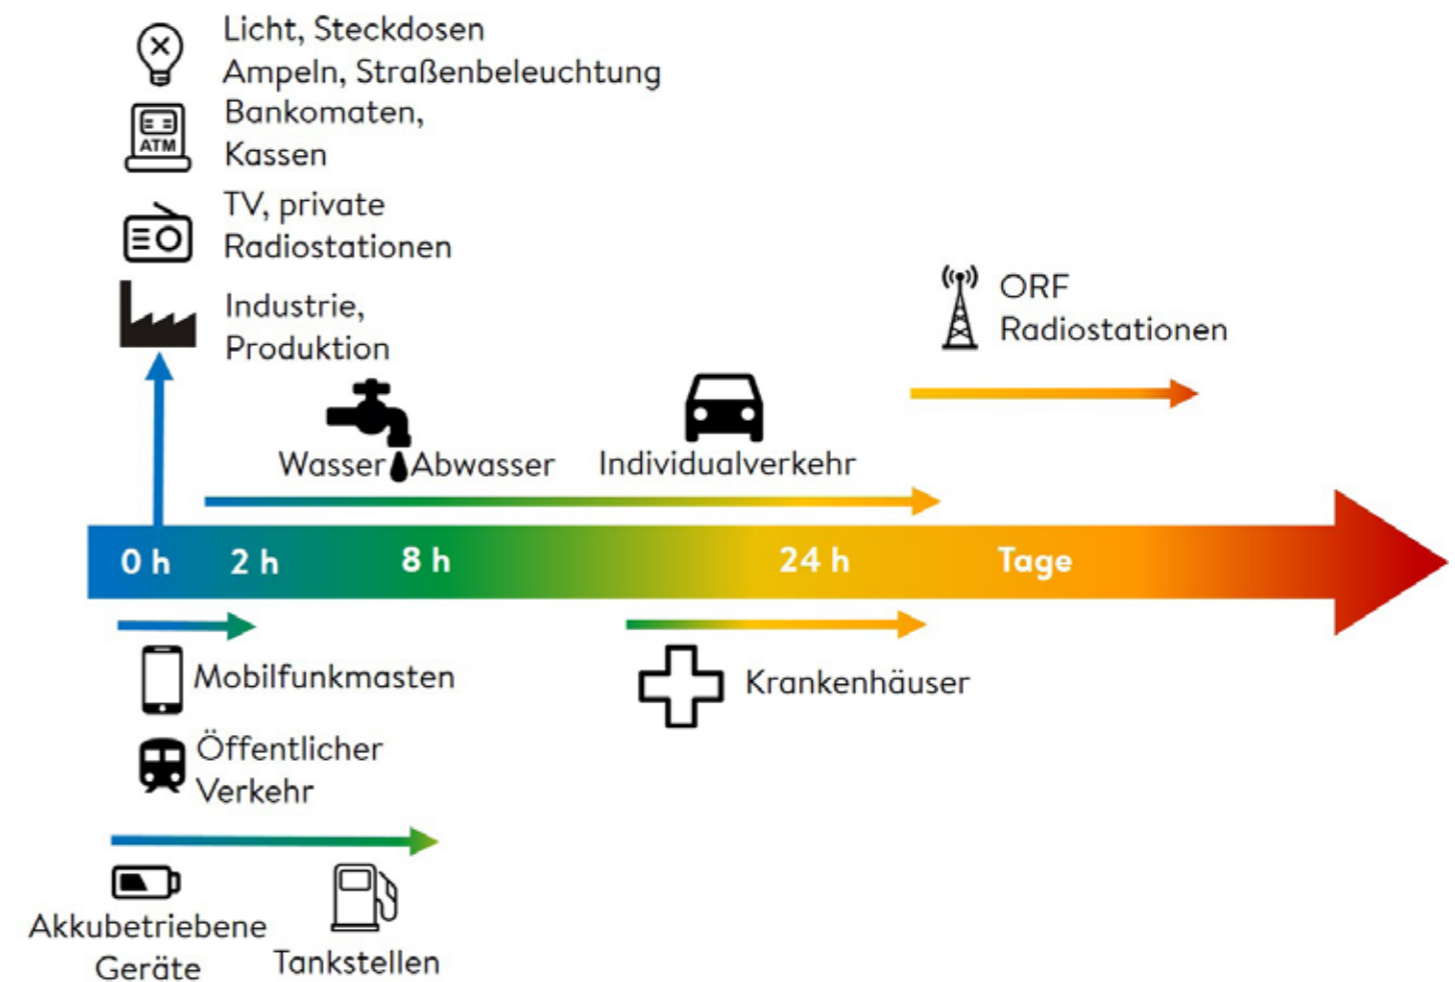 Licht, Steckdosen
Ampeln, Straßenbeleuchtung
ATM
Bankomaten,
Kassen
TV, private
Radiostationen
Industrie,
Produktion
ORF
Radiostationen
Wasser Abwasser
Individualverkehr
0 h 2 h 8 h 24 h Tage
Mobilfunkmasten
Krankenhäuser
Öffentlicher
Verkehr
Akkubetriebene
Geräte
Tankstellen